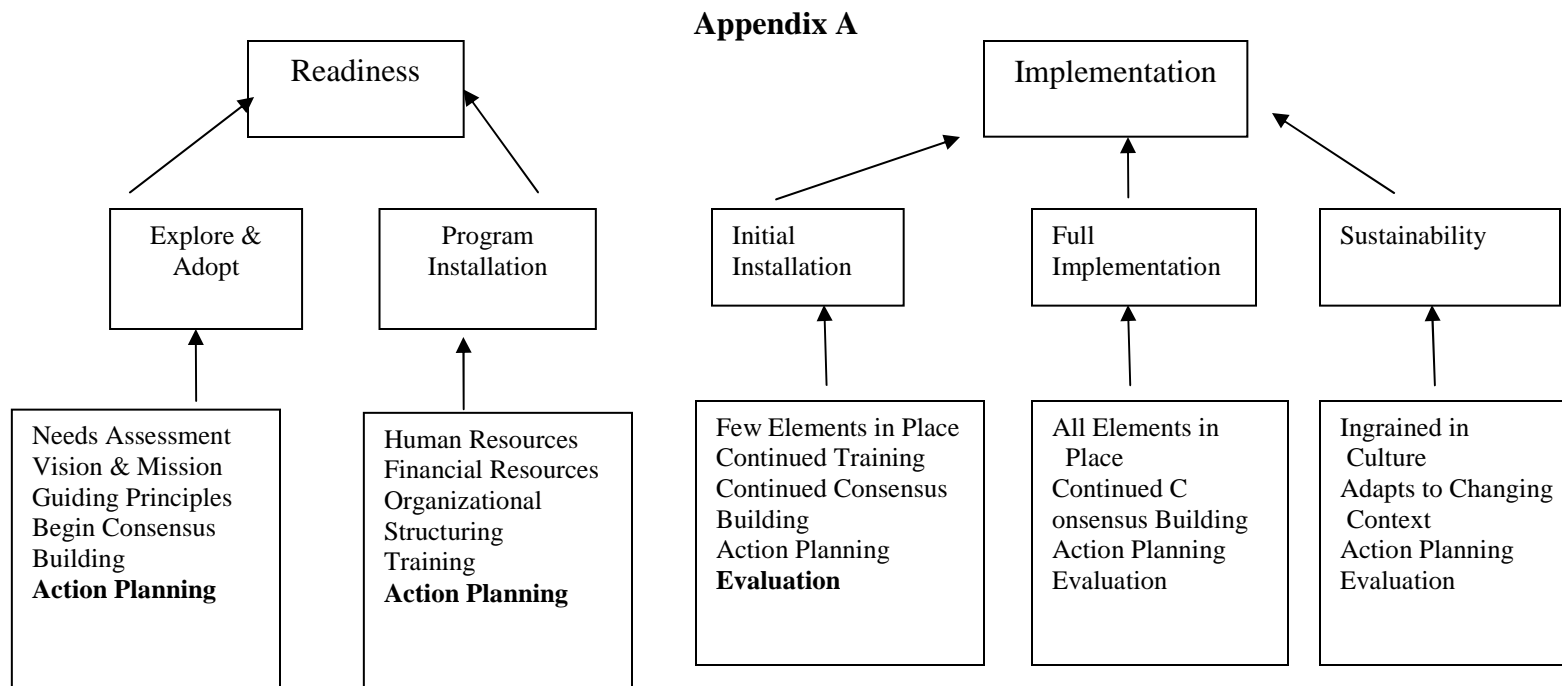 Appendix A
Readiness
Implementation
Explore &
Adopt
Program
Installation
Initial
Installation
Full
Implementation
Sustainability
Needs Assessment
Vision & Mission
Guiding Principles
Begin Consensus
Building
Action Planning
Human Resources
Financial Resources
Organizational
Structuring
Training
Action Planning
Few Elements in Place
Continued Training
Continued Consensus
Building
Action Planning
Evaluation
All Elements in
Place
Continued C
onsensus Building
Action Planning
Evaluation
Ingrained in
Culture
Adapts to Changing
Context
Action Planning
Evaluation